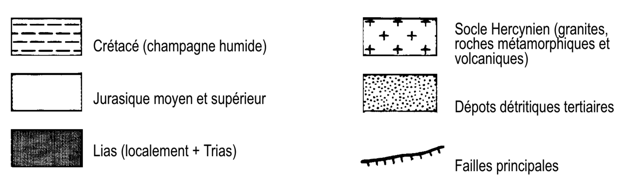 Crétacé (champagne humide)
Jurasique moyen et supérieur
Lias (localement + Trias)
Socle Hercynien (granites,
roches métamorphiques et
volcaniques)
Dépots détritiques tertiaires
Failles principales